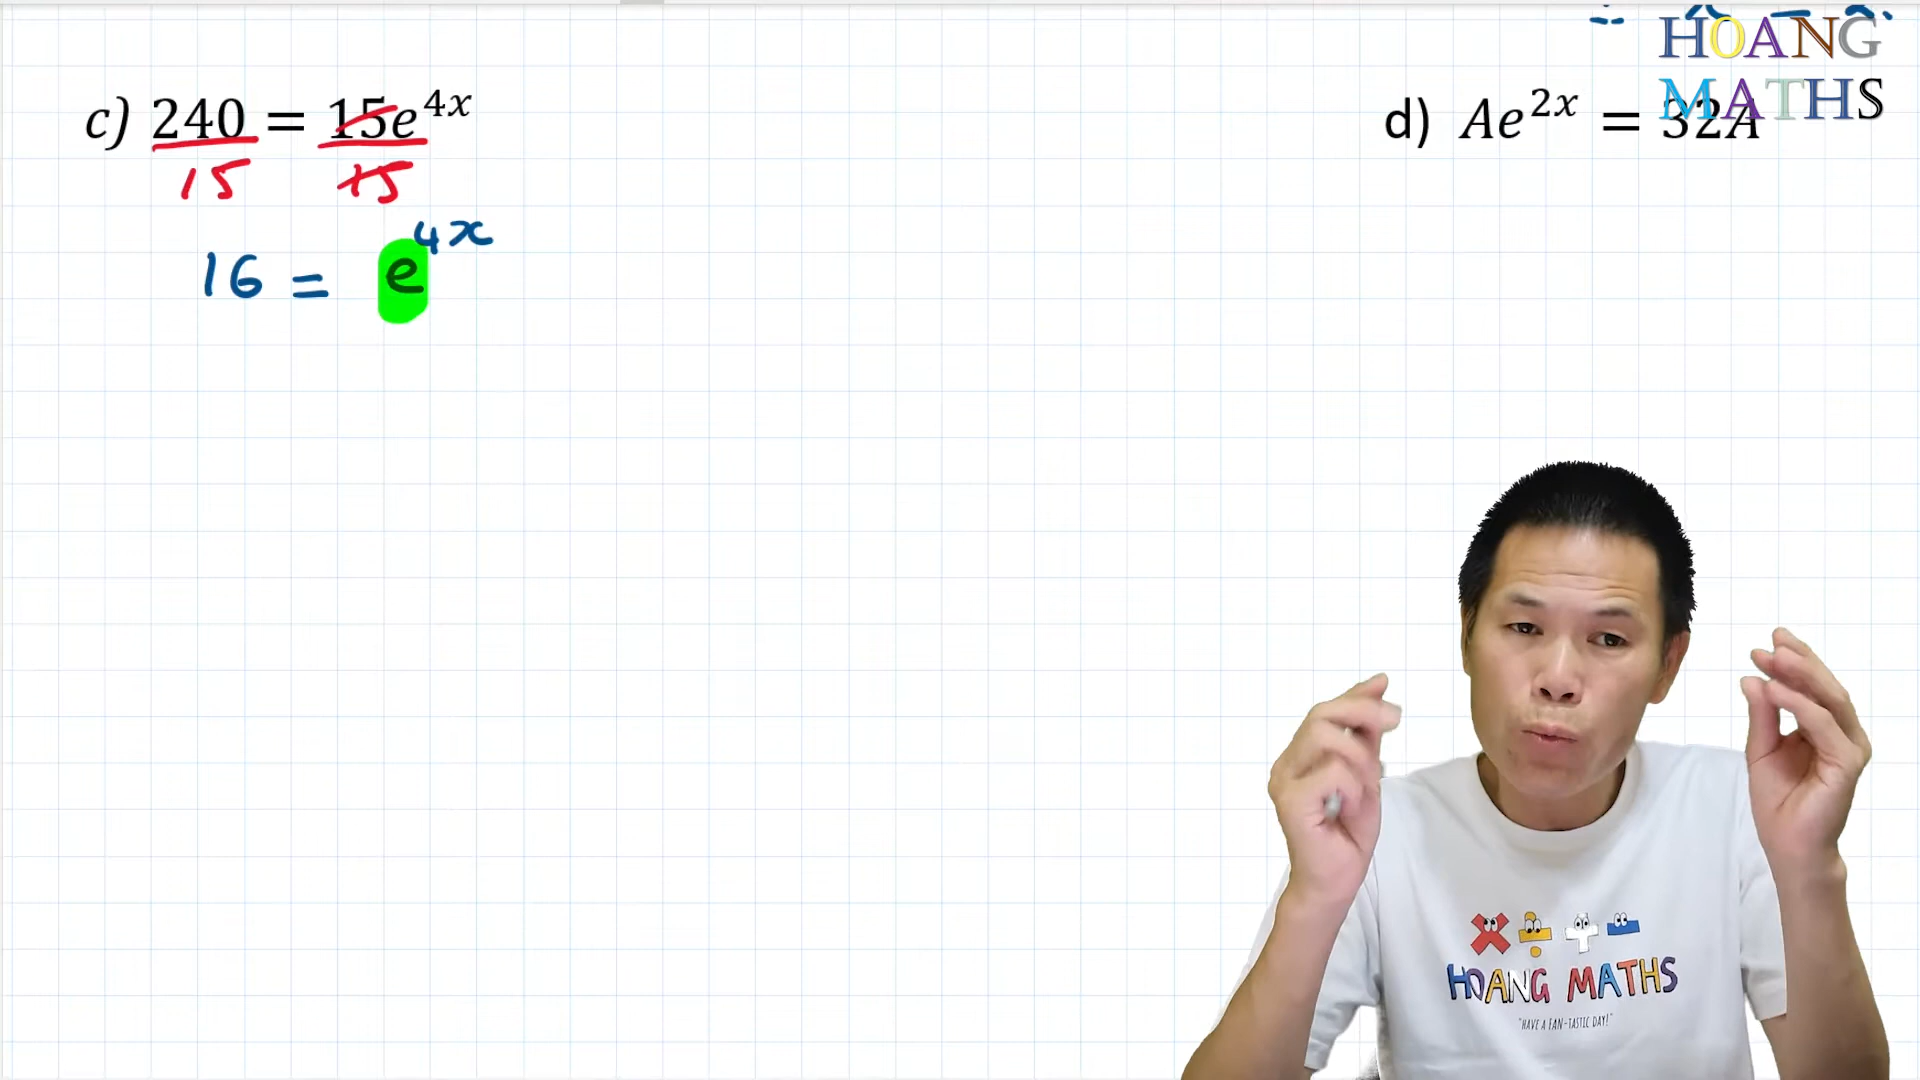 HOANG
MATHS
c) 240 = 15e^{4x}
15 15
16 = e^{4x}
d) Ae^{2x} = 32A
HOANG MATHS
"HAVE A FAN-TASTIC DAY!"